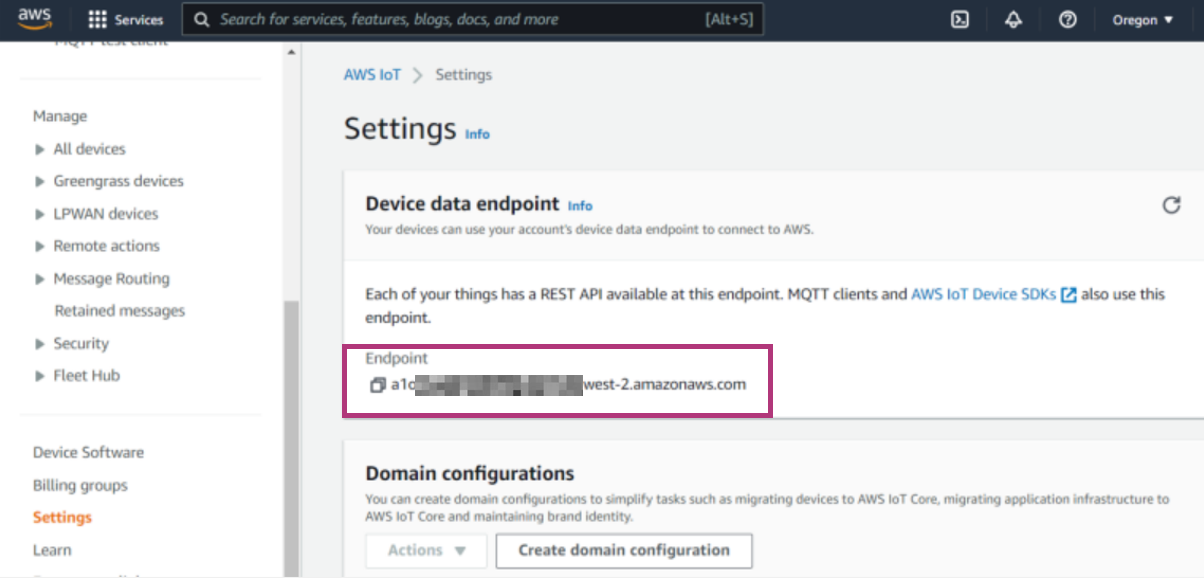 aws
Services
Search for services, features, blogs, docs, and more
[Alt+S]
Oregon ▼
MQTT test client
Manage
All devices
Greengrass devices
LPWAN devices
Remote actions
Message Routing
Retained messages
Security
Fleet Hub
Device Software
Billing groups
Settings
Learn
AWS IoT > Settings
Settings Info
Device data endpoint Info
Your devices can use your account's device data endpoint to connect to AWS.
Each of your things has a REST API available at this endpoint. MQTT clients and AWS IoT Device SDKs also use this
endpoint.
Endpoint
west-2.amazonaws.com
Domain configurations
You can create domain configurations to simplify tasks such as migrating devices to AWS IoT Core, migrating application infrastructure to
AWS IoT Core and maintaining brand identity.
Actions ▼
Create domain configuration